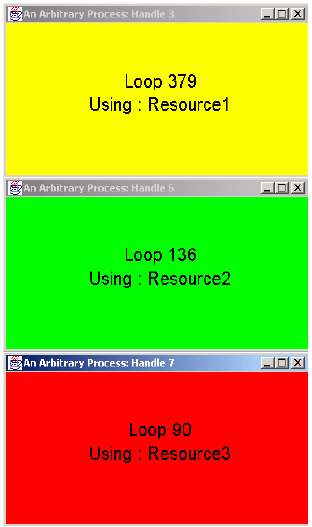 An Arbitrary Process: Handle 3
Loop 379
Using : Resource1
An Arbitrary Process: Handle 6
Loop 136
Using : Resource2
An Arbitrary Process: Handle 7
Loop 90
Using : Resource3